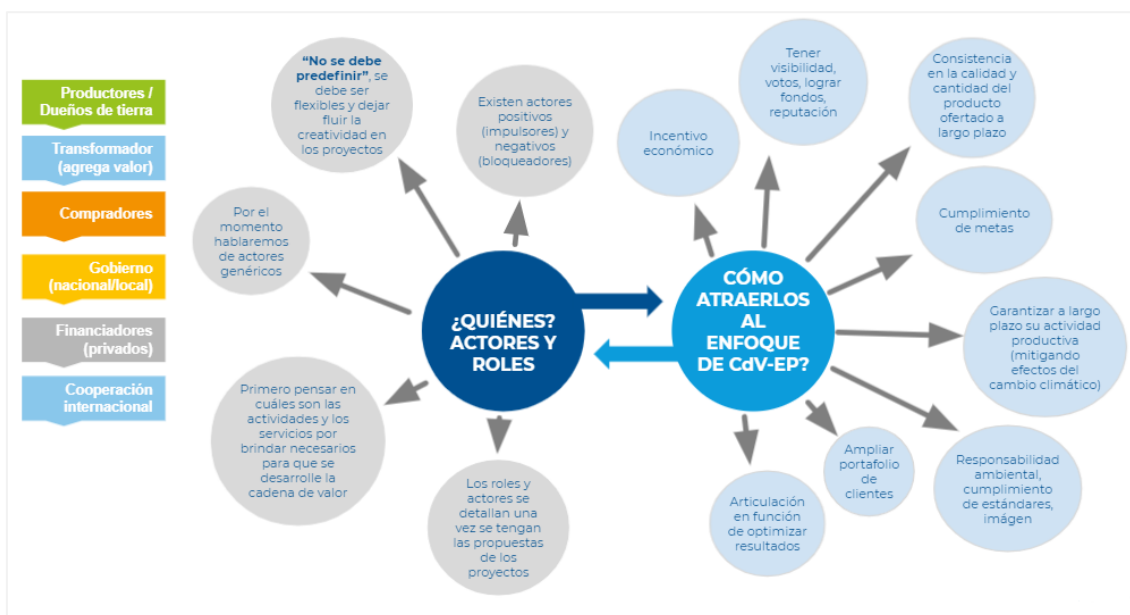 Productores /
Dueños de tierra
Transformador
(agrega valor)
Compradores
Gobierno
(nacional/local)
Financiadores
(privados)
Cooperación
internacional
“No se debe
predefinir”, se
debe ser
flexibles y dejar
fluir la
creatividad en
los proyectos
Existen actores
positivos
(impulsores) y
negativos
(bloqueadores)
Por el
momento
hablaremos
de actores
genéricos
¿QUIÉNES?
ACTORES Y
ROLES
Primero pensar en
cuáles son las
actividades y los
servicios por
brindar necesarios
para que se
desarrolle la
cadena de valor
Los roles y
actores se
detallan una
vez se tengan
las propuestas
de los
proyectos
Incentivo
económico
Tener
visibilidad,
votos, lograr
fondos,
reputación
Consistencia
en la calidad y
cantidad del
producto
ofertado a
largo plazo
Cumplimiento
de metas
CÓMO
ATRAERLOS
AL
ENFOQUE
DE CdV-EP?
Garantizar a largo
plazo su actividad
productiva
(mitigando
efectos del
cambio climático)
Responsabilidad
ambiental,
cumplimiento
de estándares,
imágen
Ampliar
portafolio
de
clientes
Articulación
en función
de optimizar
resultados